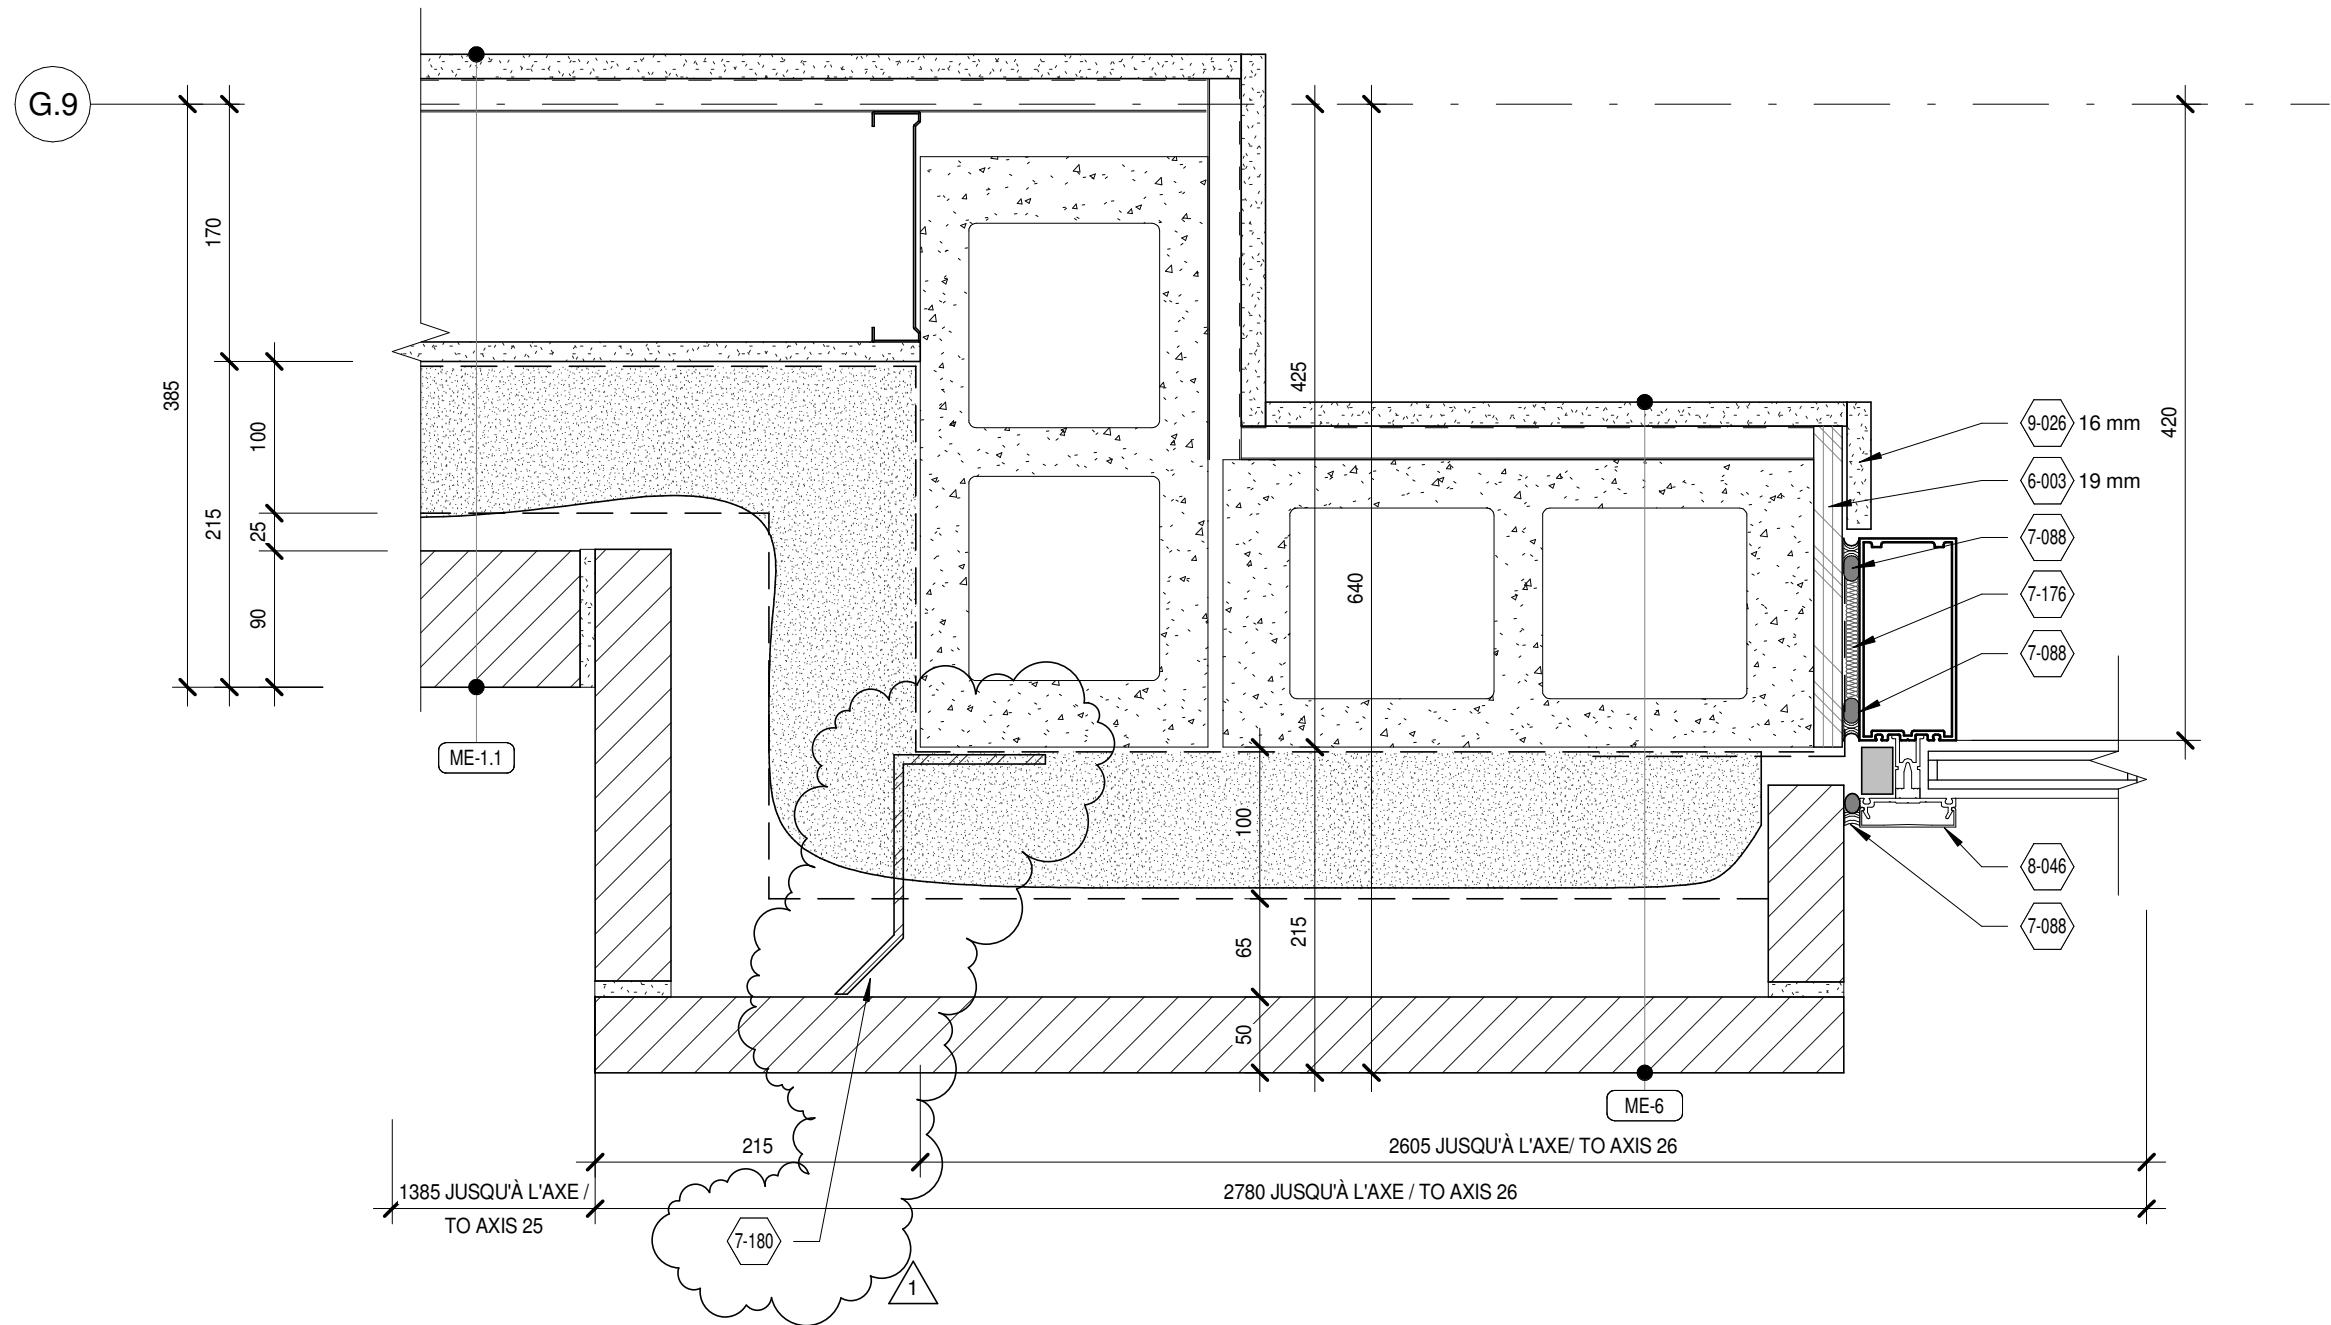 G.9
170
385
215
100
25
90
425
640
420
9-026 16 mm
6-003 19 mm
7-088
7-176
7-088
ME-1.1
100
65
215
50
8-046
7-088
ME-6
215
2605 JUSQU'À L'AXE/ TO AXIS 26
1385 JUSQU'À L'AXE /
TO AXIS 25
2780 JUSQU'À L'AXE / TO AXIS 26
7-180
1